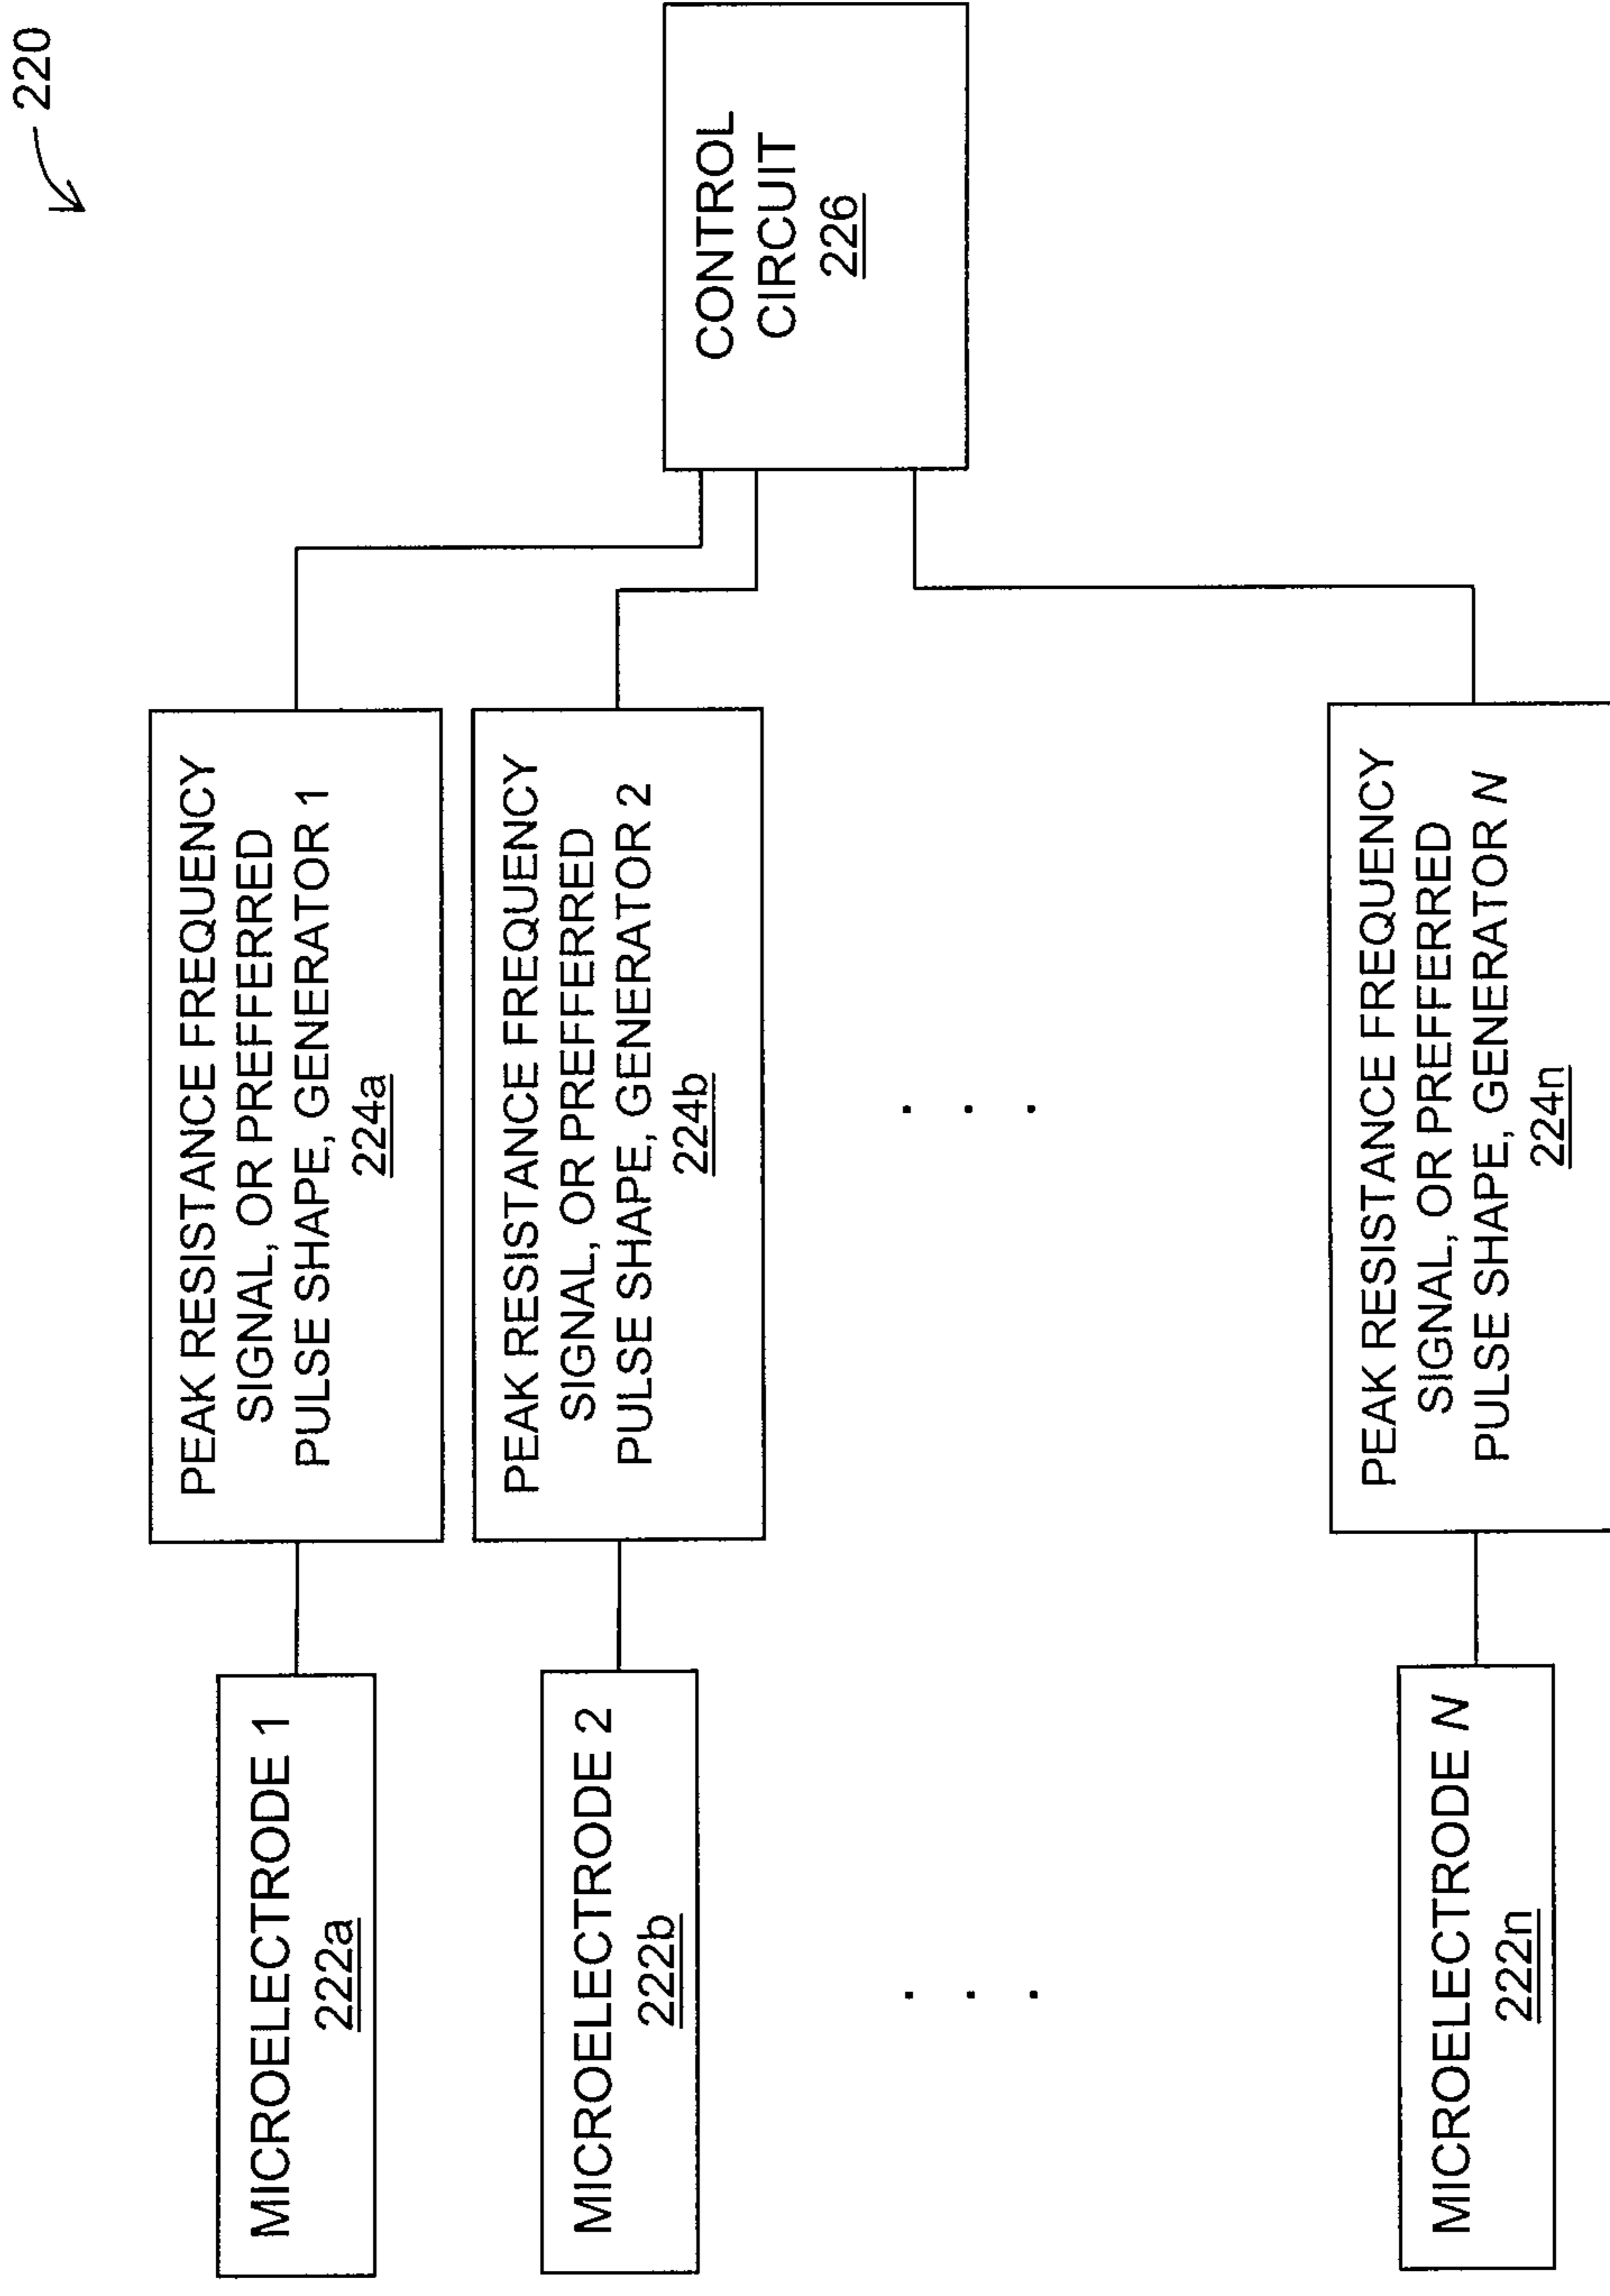 220
MICROELECTRODE 1
222a
PEAK RESISTANCE FREQUENCY
SIGNAL, OR PREFFERRED
PULSE SHAPE, GENERATOR 1
224a
MICROELECTRODE 2
222b
PEAK RESISTANCE FREQUENCY
SIGNAL, OR PREFFERRED
PULSE SHAPE, GENERATOR 2
224b
CONTROL
CIRCUIT
226
. . .
. . .
MICROELECTRODE N
222n
PEAK RESISTANCE FREQUENCY
SIGNAL, OR PREFFERRED
PULSE SHAPE, GENERATOR N
224n